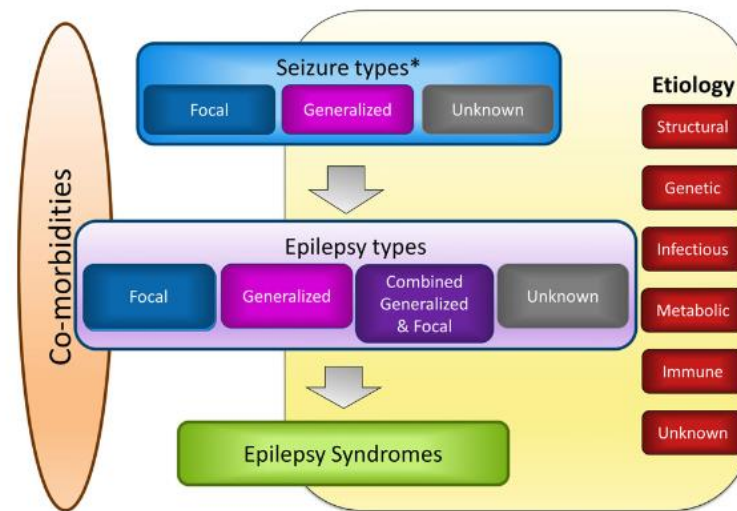 Co-morbidities
Seizure types*
Focal
Generalized
Unknown
Epilepsy types
Focal
Generalized
Combined
Generalized
& Focal
Unknown
Epilepsy Syndromes
Etiology
Structural
Genetic
Infectious
Metabolic
Immune
Unknown